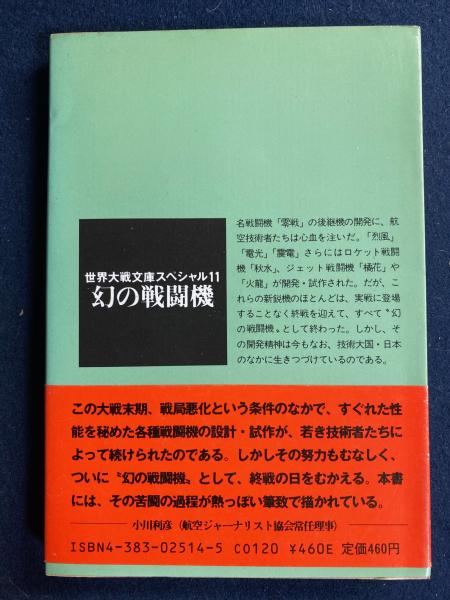 世界大戦文庫スペシャル11
幻の戦闘機
名戦闘機「零戦」の後継機の開発に、航
空技術者たちは心血を注いだ。「烈風」
「電光」「震電」さらにはロケット戦闘
機「秋水」、ジェット戦闘機「橘花」や
「火龍」が開発・試作された。だが、こ
れらの新鋭機のほとんどは、実戦に登場
することなく終戦を迎えて、すべて〝幻
の戦闘機〟として終わった。しかし、そ
の開発精神は今もなお、技術大国・日本
のなかに生きつづけているのである。
この大戦末期、戦局悪化という条件のなかで、すぐれた性
能を秘めた各種戦闘機の設計・試作が、若き技術者たちに
よって続けられたのである。しかしその努力もむなしく、
ついに〝幻の戦闘機〟として、終戦の日をむかえる。本書
には、その苦闘の過程が熱っぽい筆致で描かれている。
小川利彦（航空ジャーナリスト協会常任理事）
ISBN4-383-02514-5 C0120 ¥460E 定価460円